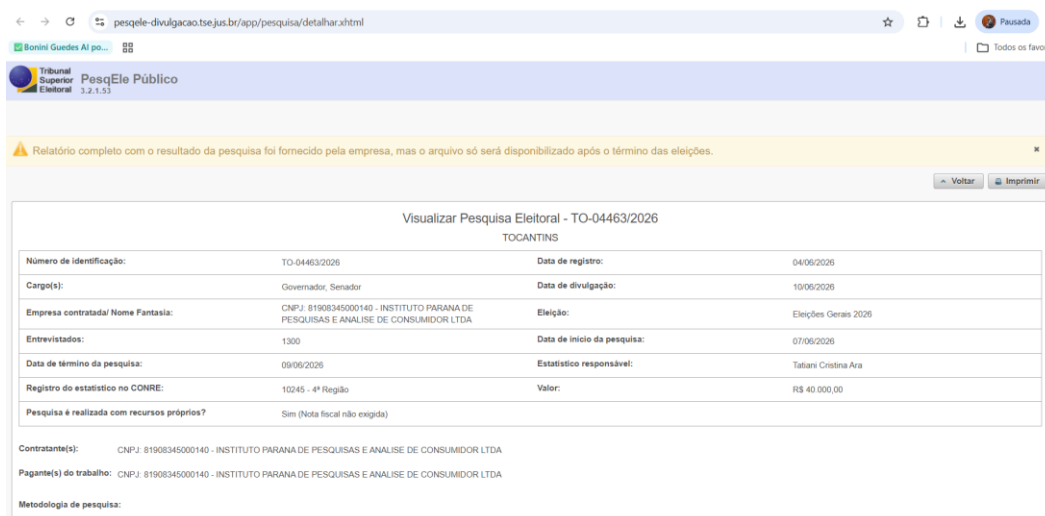 pesqele-divulgacao.tse.jus.br/app/pesquisa/detalhar.xhtml
Pausada
Bonini Guedes AI po...
Todos os favo
Tribunal
Superior
Eleitoral
PesqEle Público
3.2.1.53
Relatório completo com o resultado da pesquisa foi fornecido pela empresa, mas o arquivo só será disponibilizado após o término das eleições.
Voltar
Imprimir
Visualizar Pesquisa Eleitoral - TO-04463/2026
TOCANTINS
Número de identificação: TO-04463/2026 Data de registro: 04/06/2026
Cargo(s): Governador, Senador Data de divulgação: 10/06/2026
Empresa contratada/ Nome Fantasia: CNPJ: 81908345000140 - INSTITUTO PARANA DE
PESQUISAS E ANALISE DE CONSUMIDOR LTDA Eleição: Eleições Gerais 2026
Entrevistados: 1300 Data de início da pesquisa: 07/06/2026
Data de término da pesquisa: 09/06/2026 Estatístico responsável: Tatiani Cristina Ara
Registro do estatístico no CONRE: 10245 - 4ª Região Valor: R$ 40.000,00
Pesquisa é realizada com recursos próprios? Sim (Nota fiscal não exigida)
Contratante(s): CNPJ: 81908345000140 - INSTITUTO PARANA DE PESQUISAS E ANALISE DE CONSUMIDOR LTDA
Pagante(s) do trabalho: CNPJ: 81908345000140 - INSTITUTO PARANA DE PESQUISAS E ANALISE DE CONSUMIDOR LTDA
Metodologia de pesquisa: